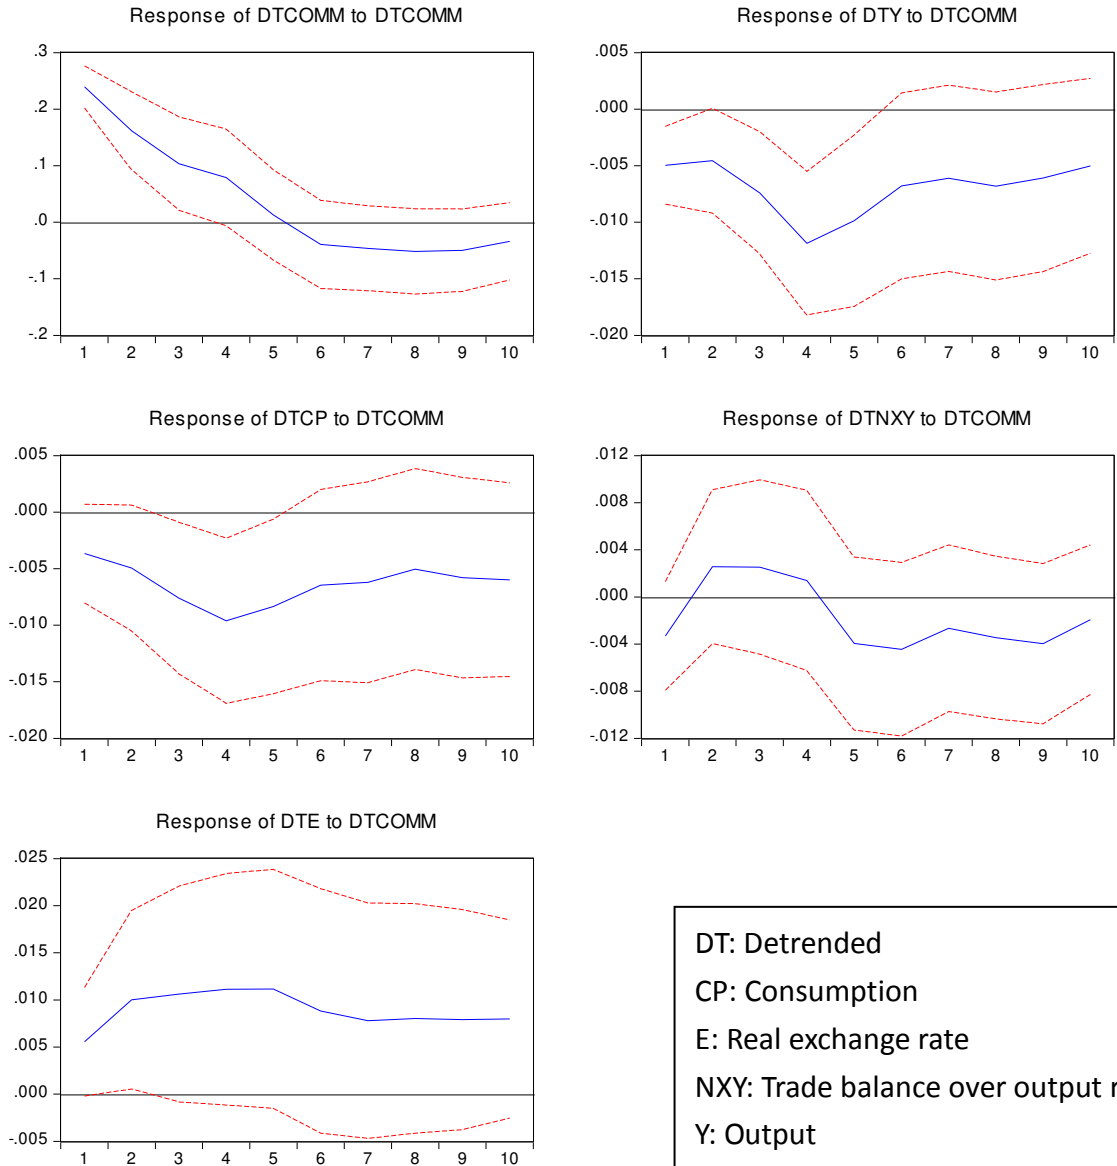 Response of DTCOMM to DTCOMM
.3
.2
.1
.0
-.1
-.2
1 2 3 4 5 6 7 8 9 10
Response of DTY to DTCOMM
.005
.000
-.005
-.010
-.015
-.020
1 2 3 4 5 6 7 8 9 10
Response of DTCP to DTCOMM
.005
.000
-.005
-.010
-.015
-.020
1 2 3 4 5 6 7 8 9 10
Response of DTNXY to DTCOMM
.012
.008
.004
.000
-.004
-.008
-.012
1 2 3 4 5 6 7 8 9 10
Response of DTE to DTCOMM
.025
.020
.015
.010
.005
.000
-.005
1 2 3 4 5 6 7 8 9 10
DT: Detrended
CP: Consumption
E: Real exchange rate
NXY: Trade balance over output
Y: Output